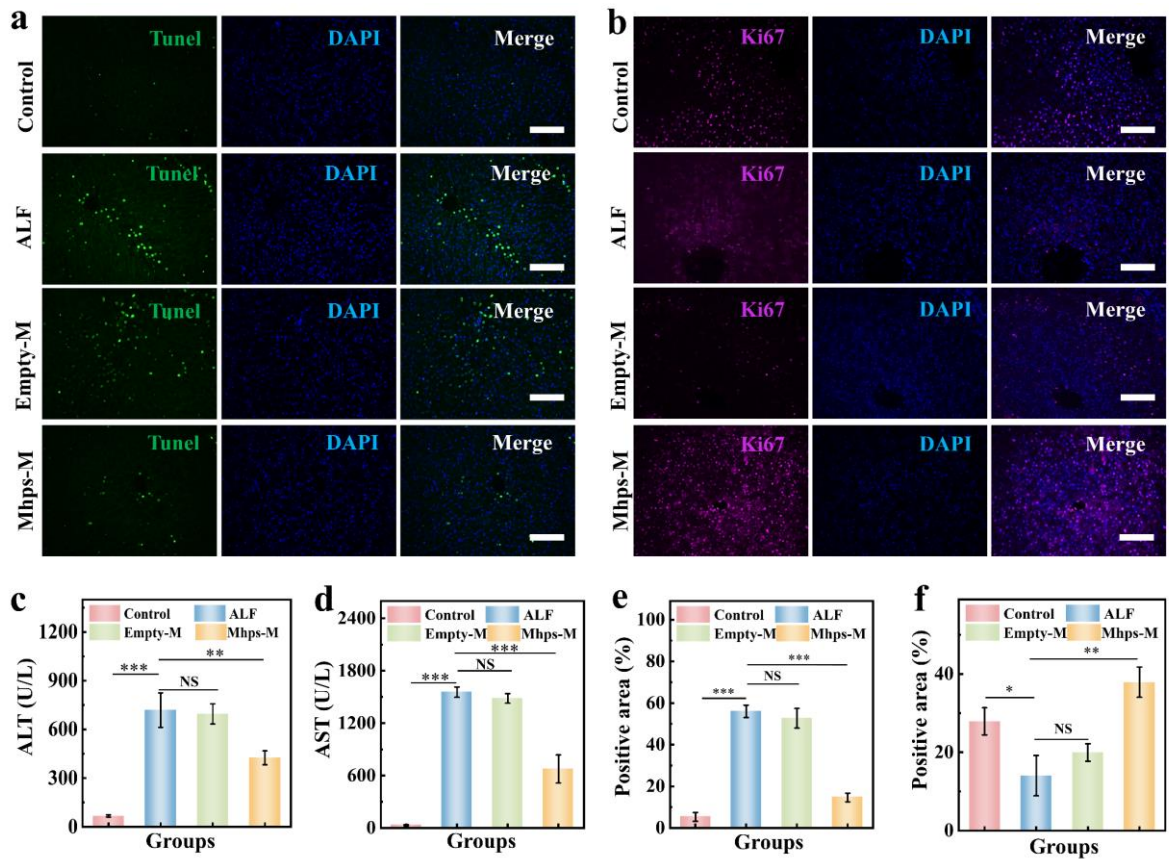 a
Tunel DAPI Merge
Control
Tunel DAPI Merge
ALF
Tunel DAPI Merge
Empty-M
Tunel DAPI Merge
Mhps-M
b
Ki67 DAPI Merge
Control
Ki67 DAPI Merge
ALF
Ki67 DAPI Merge
Empty-M
Ki67 DAPI Merge
Mhps-M
c
Control ALF
Empty-M Mhps-M
1200
900
600
300
0
ALT (U/L)
***
**
NS
Groups
d
Control ALF
Empty-M Mhps-M
2400
1800
1200
600
0
AST (U/L)
***
***
NS
Groups
e
Control ALF
Empty-M Mhps-M
100
80
60
40
20
0
Positive area (%)
***
***
NS
Groups
f
Control ALF
Empty-M Mhps-M
40
20
0
Positive area (%)
*
**
NS
Groups